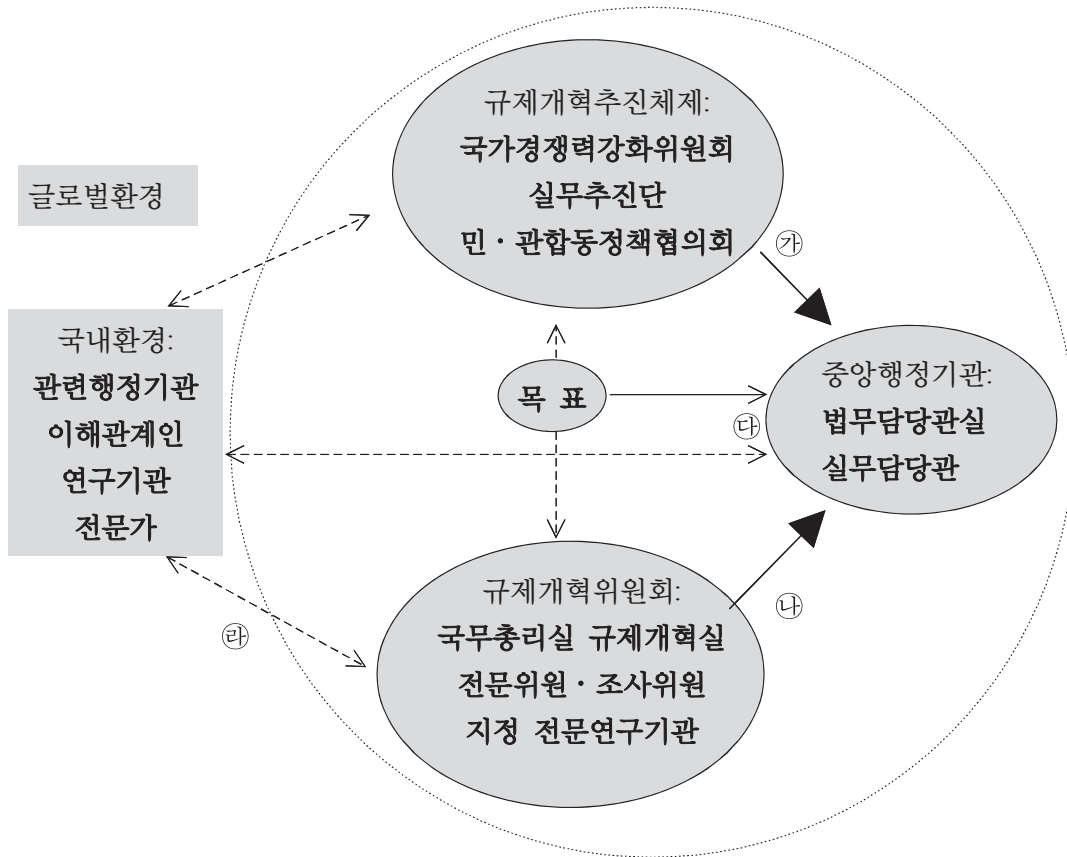 규제개혁추진체제:
국가경쟁력강화위원회
실무추진단
민·관합동정책협의회
글로벌환경
㉮
국내환경:
관련행정기관
이해관계인
연구기관
전문가
목 표
중앙행정기관:
법무담당관실
실무담당관
㉰
규제개혁위원회:
국무총리실 규제개혁실
전문위원·조사위원
지정 전문연구기관
㉯
㉱